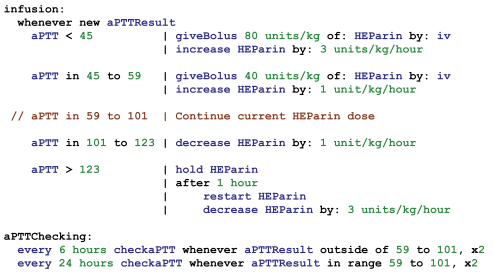 infusion:
whenever new aPTTResult
aPTT < 45 | giveBolus 80 units/kg of: HEParin by: iv
| increase HEParin by: 3 units/kg/hour
aPTT in 45 to 59 | giveBolus 40 units/kg of: HEParin by: iv
| increase HEParin by: 1 unit/kg/hour
// aPTT in 59 to 101 | Continue current HEParin dose
aPTT in 101 to 123 | decrease HEParin by: 1 unit/kg/hour
aPTT > 123 | hold HEParin
| after 1 hour
| restart HEParin
| decrease HEParin by: 3 units/kg/hour
aPTTChecking:
every 6 hours checkaPTT whenever aPTTResult outside of 59 to 101, x2
every 24 hours checkaPTT whenever aPTTResult in range 59 to 101, x2